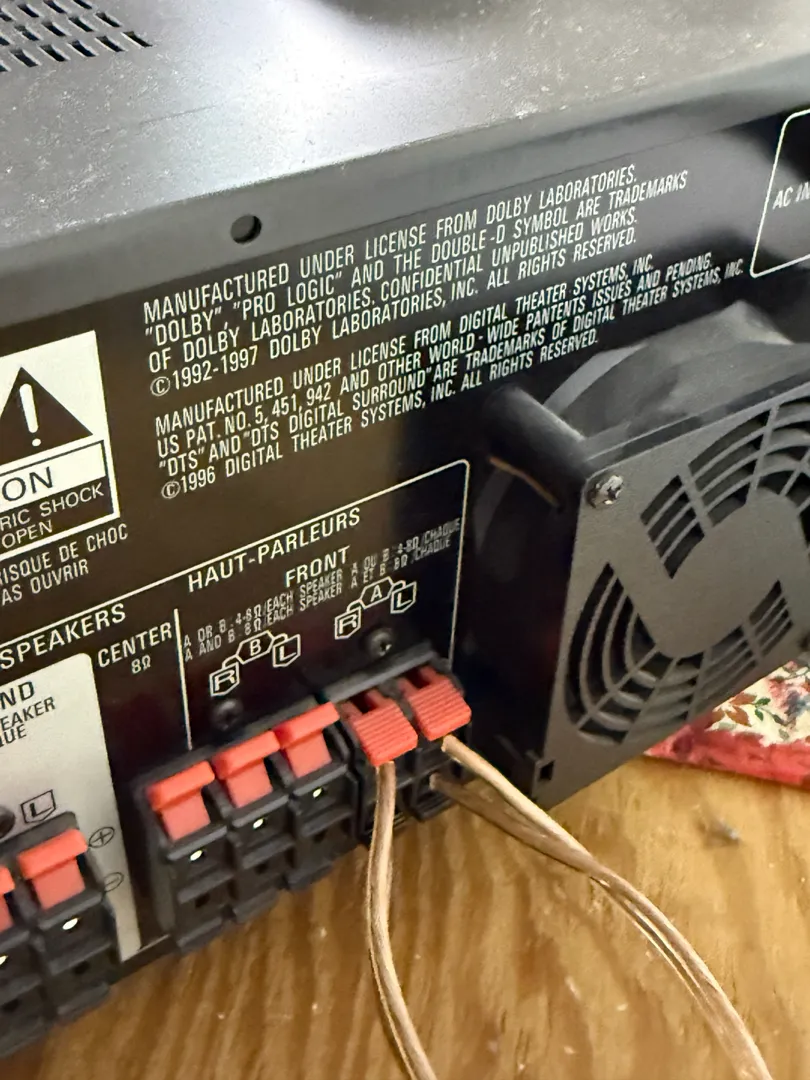 MANUFACTURED UNDER LICENSE FROM DOLBY LABORATORIES.
"DOLBY", "PRO LOGIC" AND THE DOUBLE-D SYMBOL ARE TRADEMARKS
OF DOLBY LABORATORIES. CONFIDENTIAL UNPUBLISHED WORKS.
©1992-1997 DOLBY LABORATORIES, INC. ALL RIGHTS RESERVED.
MANUFACTURED UNDER LICENSE FROM DIGITAL THEATER SYSTEMS, INC.
US PAT. NO. 5, 451, 942 AND OTHER WORLD-WIDE PANTENTS ISSUES AND PENDING.
"DTS" AND "DTS DIGITAL SURROUND" ARE TRADEMARKS OF DIGITAL THEATER SYSTEMS, INC.
©1996 DIGITAL THEATER SYSTEMS, INC. ALL RIGHTS RESERVED.
AC IN
ON
RIC SHOCK
OPEN
RISQUE DE CHOC
AS OUVRIR
SPEAKERS
HAUT-PARLEURS
CENTER
8Ω
FRONT
A OR B : 4-8Ω/EACH SPEAKER A OU B : 4-8Ω/CHAQUE
A AND B : 8Ω/EACH SPEAKER A ET B : 8Ω/CHAQUE
R B L
R A L
ND
EAKER
QUE
L
+
−